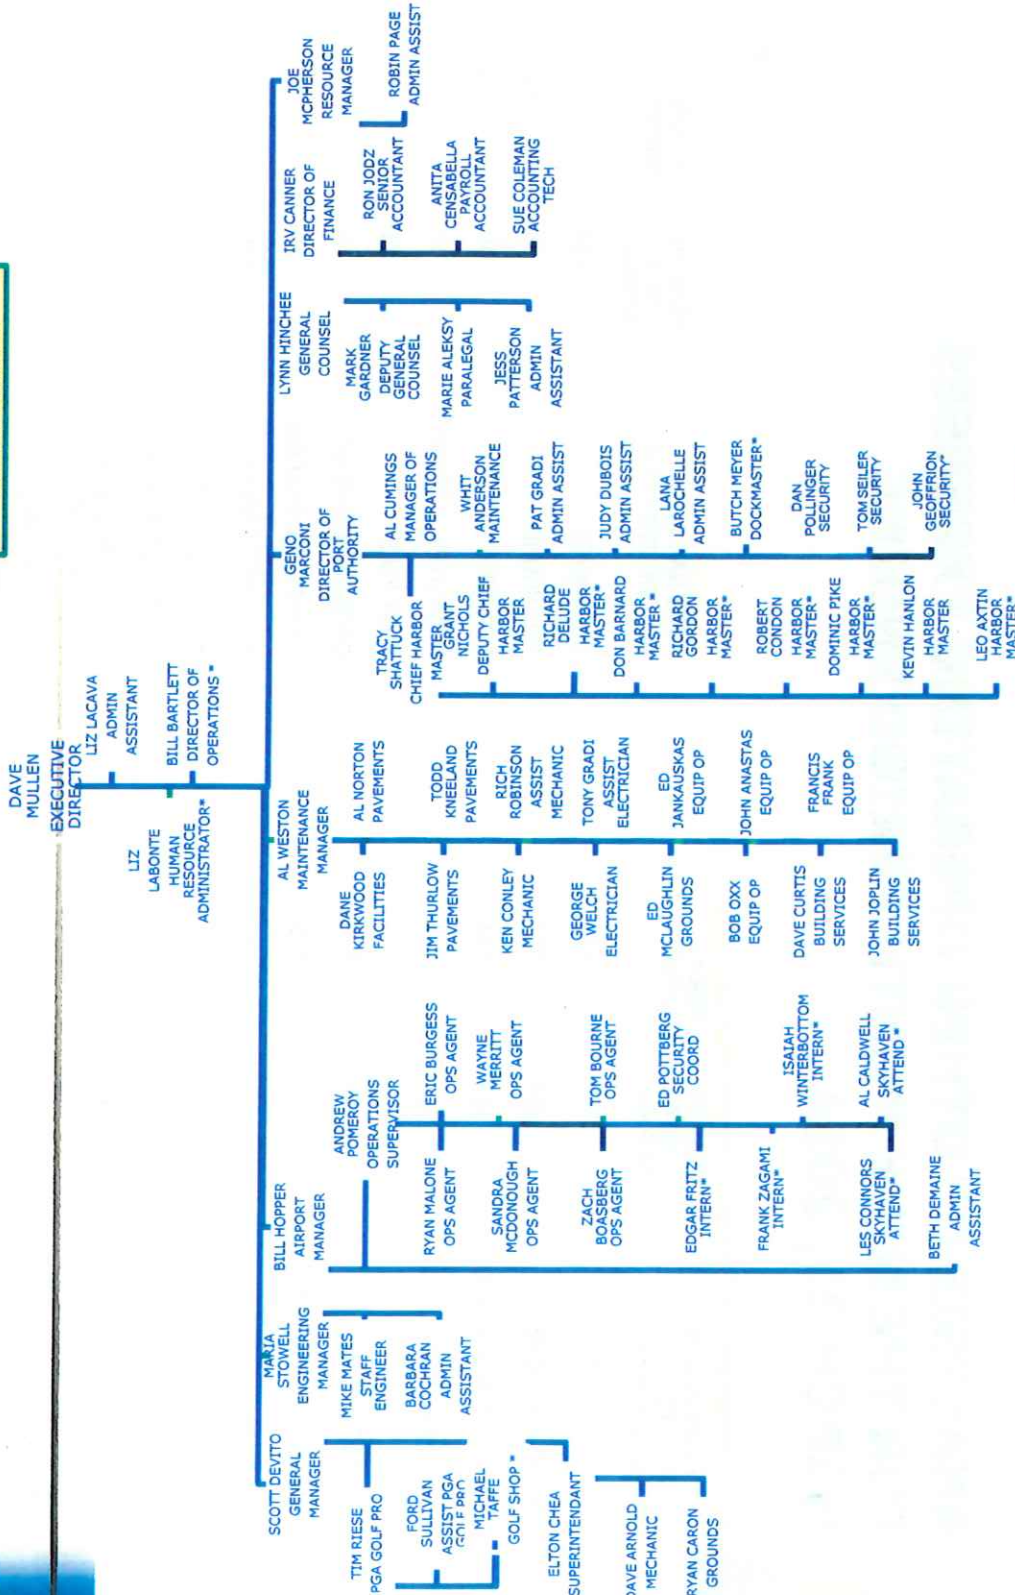 DAVE
MULLEN
EXECUTIVE
DIRECTOR
LIZ LACAVA
ADMIN
ASSISTANT
LIZ
LABONTE
HUMAN
RESOURCE
ADMINISTRATOR*
BILL BARTLETT
DIRECTOR OF
OPERATIONS *
SCOTT DEVITO
GENERAL
MANAGER
TIM RIESE
PGA GOLF PRO
FORD
SULLIVAN
ASSIST PGA
GOLF PRO
MICHAEL
TAFFE
GOLF SHOP *
ELTON CHEA
SUPERINTENDANT
DAVE ARNOLD
MECHANIC
RYAN CARON
GROUNDS
MARIA
STOWELL
ENGINEERING
MANAGER
MIKE MATES
STAFF
ENGINEER
BARBARA
COCHRAN
ADMIN
ASSISTANT
BILL HOPPER
AIRPORT
MANAGER
ANDREW
POMEROY
OPERATIONS
SUPERVISOR
RYAN MALONE
OPS AGENT
ERIC BURGESS
OPS AGENT
SANDRA
MCDONOUGH
OPS AGENT
WAYNE
MERRITT
OPS AGENT
ZACH
BOASBERG
OPS AGENT
TOM BOURNE
OPS AGENT
EDGAR FRITZ
INTERN*
ED POTTBERG
SECURITY
COORD
FRANK ZAGAMI
INTERN*
ISAIAH
WINTERBOTTOM
INTERN*
LES CONNORS
SKYHAVEN
ATTEND*
AL CALDWELL
SKYHAVEN
ATTEND *
BETH DEMAINE
ADMIN
ASSISTANT
AL WESTON
MAINTENANCE
MANAGER
DANE
KIRKWOOD
FACILITIES
AL NORTON
PAVEMENTS
JIM THURLOW
PAVEMENTS
TODD
KNEELAND
PAVEMENTS
KEN CONLEY
MECHANIC
RICH
ROBINSON
ASSIST
MECHANIC
GEORGE
WELCH
ELECTRICIAN
TONY GRADI
ASSIST
ELECTRICIAN
ED
MCLAUGHLIN
GROUNDS
ED
JANKAUSKAS
EQUIP OP
BOB OXX
EQUIP OP
JOHN ANASTAS
EQUIP OP
DAVE CURTIS
BUILDING
SERVICES
FRANCIS
FRANK
EQUIP OP
JOHN JOPLIN
BUILDING
SERVICES
GENO
MARCONI
DIRECTOR OF
PORT
AUTHORITY
TRACY
SHATTUCK
CHIEF HARBOR
MASTER
GRANT
NICHOLS
DEPUTY CHIEF
HARBOR
MASTER
RICHARD
DELUDE
HARBOR
MASTER*
DON BARNARD
HARBOR
MASTER *
RICHARD
GORDON
HARBOR
MASTER*
ROBERT
CONDON
HARBOR
MASTER*
DOMINIC PIKE
HARBOR
MASTER*
KEVIN HANLON
HARBOR
MASTER
LEO AXTIN
HARBOR
MASTER*
AL CUMINGS
MANAGER OF
OPERATIONS
WHIT
ANDERSON
MAINTENANCE
PAT GRADI
ADMIN ASSIST
JUDY DUBOIS
ADMIN ASSIST
LANA
LAROCHELLE
ADMIN ASSIST
BUTCH MEYER
DOCKMASTER*
DAN
POLLINGER
SECURITY
TOM SEILER
SECURITY
JOHN
GEOFFRION
SECURITY*
LYNN HINCHEE
GENERAL
COUNSEL
MARK
GARDNER
DEPUTY
GENERAL
COUNSEL
MARIE ALEKSY
PARALEGAL
JESS
PATTERSON
ADMIN
ASSISTANT
IRV CANNER
DIRECTOR OF
FINANCE
RON JODZ
SENIOR
ACCOUNTANT
ANITA
CENSABELLA
PAYROLL
ACCOUNTANT
SUE COLEMAN
ACCOUNTING
TECH
JOE
MCPHERSON
RESOURCE
MANAGER
ROBIN PAGE
ADMIN ASSIST